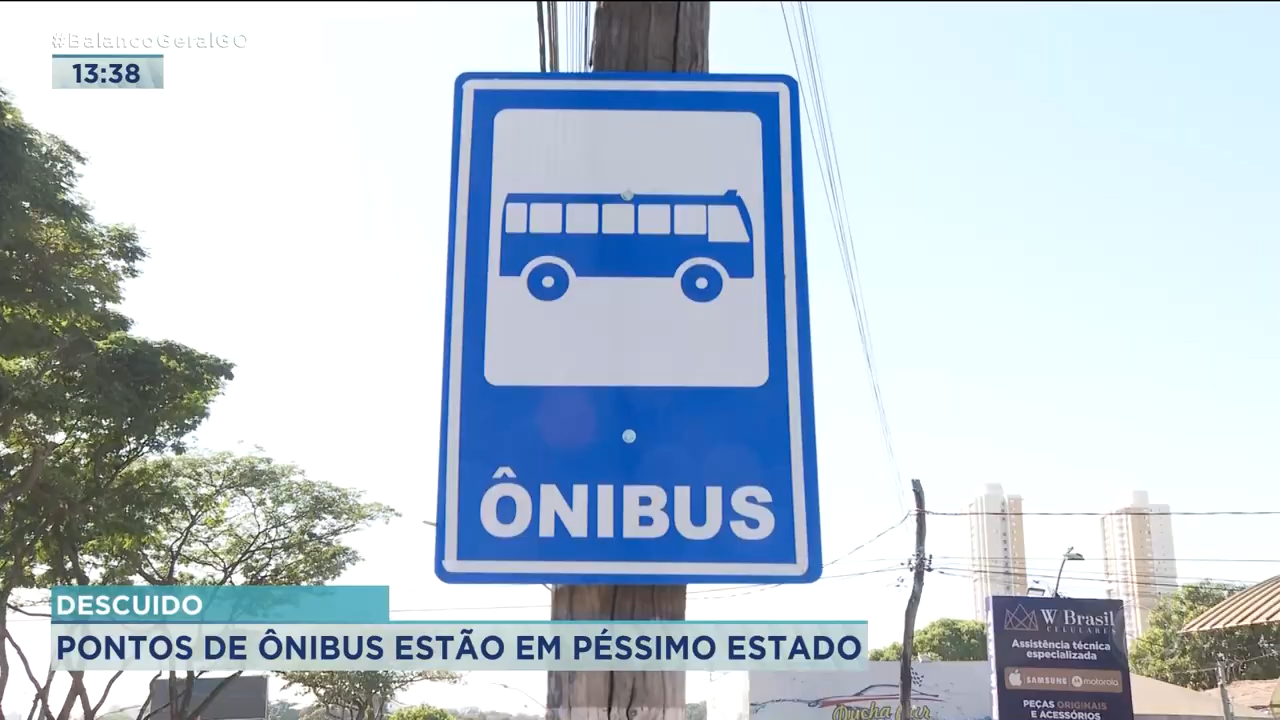 #BalancoGeralGO
13:38
ÔNIBUS
DESCUIDO
PONTOS DE ÔNIBUS ESTÃO EM PÉSSIMO ESTADO
W Brasil
CELULARES
Assistência técnica
especializada
SAMSUNG motorola
PEÇAS ORIGINAIS
E ACESSÓRIOS